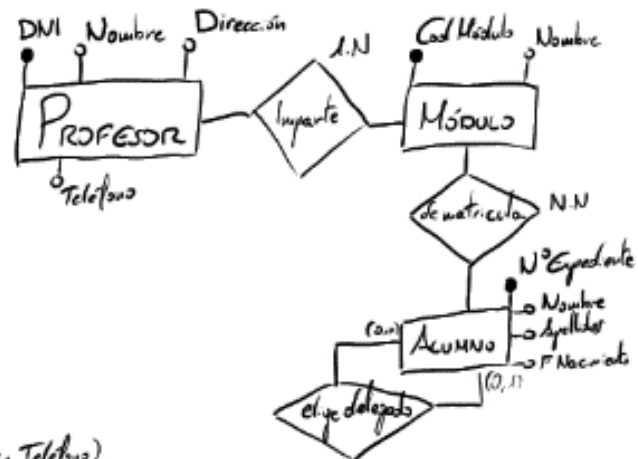 DNI
Nombre
Dirección
PROFESOR
Teléfono
Imparte
1.N
Cod Módulo
Nombre
MÓDULO
Se matricula
N.N
Nº Expediente
Nombre
Apellidos
F Nacimiento
ALUMNO
(0,n)
elige delegado
Teléfono)